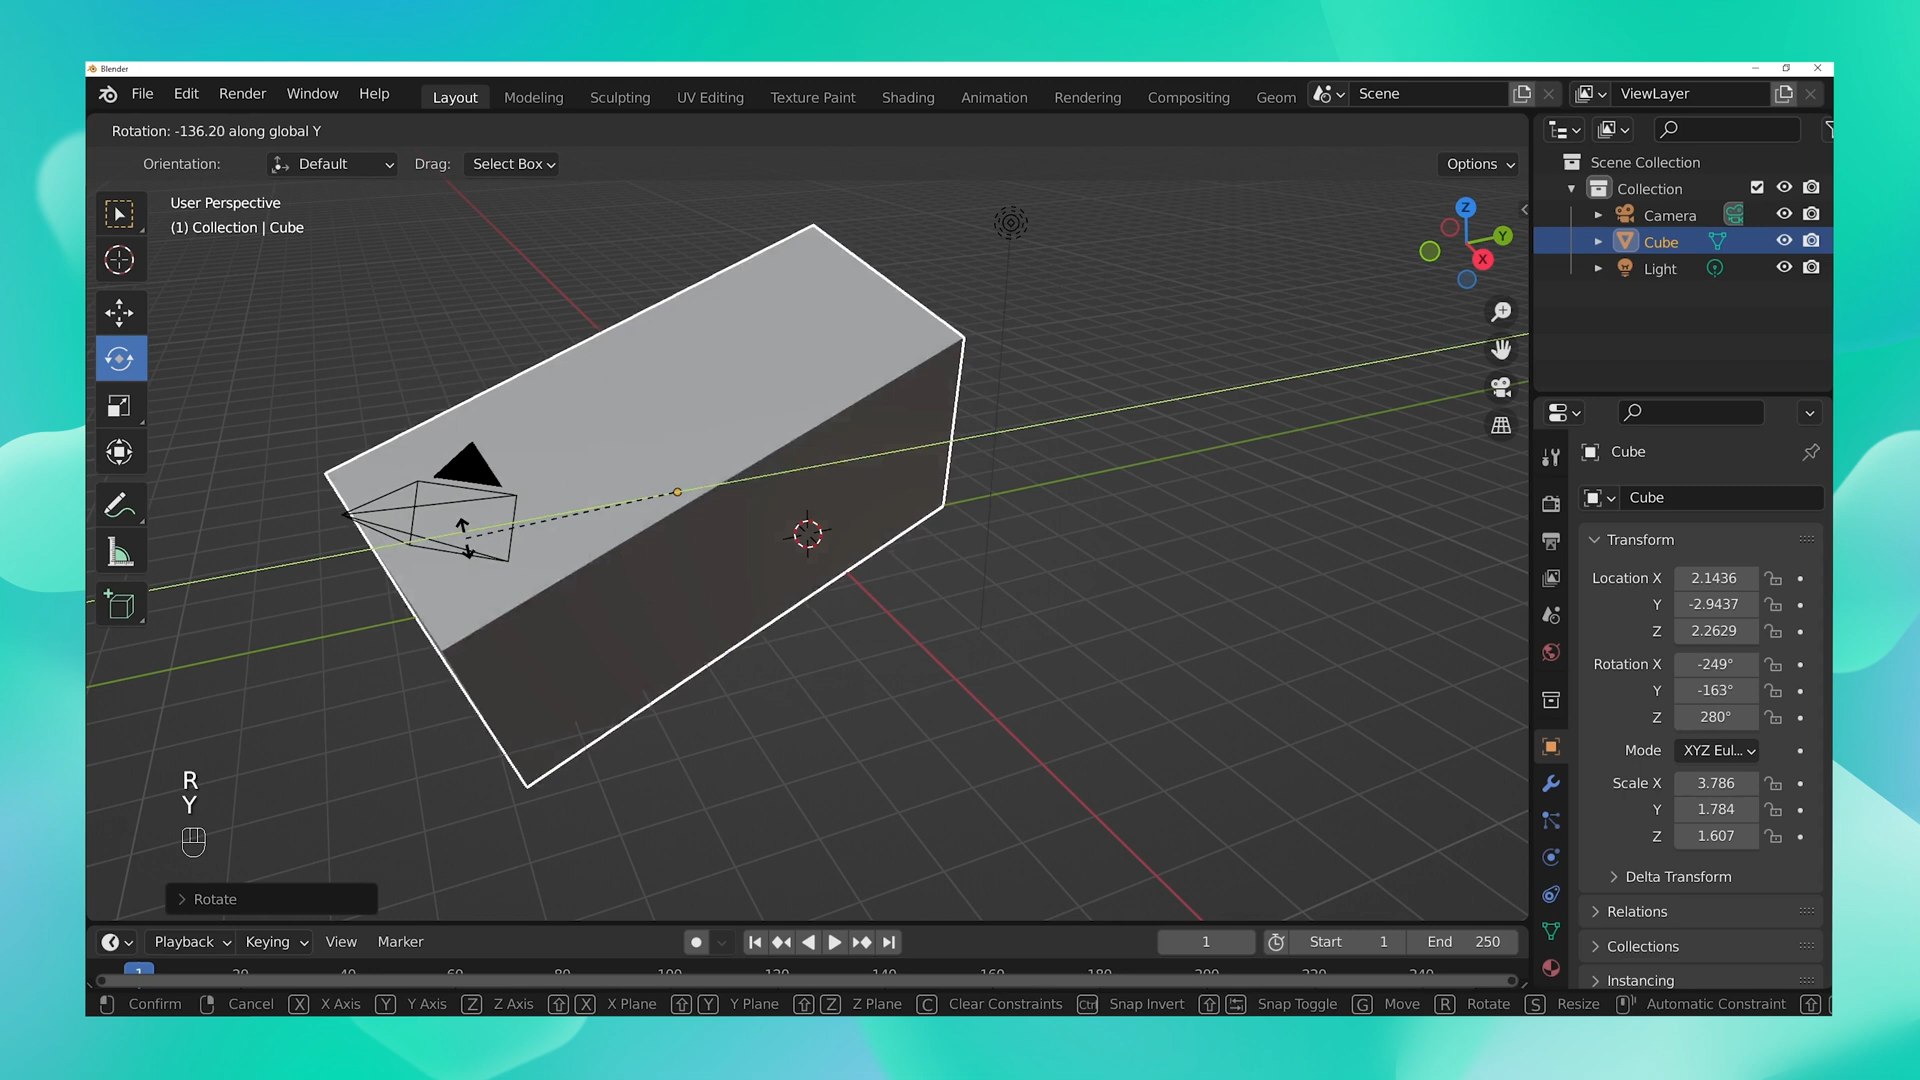 Blender
File Edit Render Window Help Layout Modeling Sculpting UV Editing Texture Paint Shading Animation Rendering Compositing Geom Scene ViewLayer
Rotation: -136.20 along global Y
Orientation: Default Drag: Select Box Options
User Perspective
(1) Collection | Cube
Z
Y
X
R
Y
Rotate
Scene Collection
Collection
Camera
Cube
Light
Cube
Cube
Transform
Location X 2.1436
Y -2.9437
Z 2.2629
Rotation X -249°
Y -163°
Z 280°
Mode XYZ Eul...
Scale X 3.786
Y 1.784
Z 1.607
Delta Transform
Relations
Collections
Instancing
Playback Keying View Marker 1 Start 1 End 250
1 20 40 60 80 100 120 140 160 180 200 220 240
Confirm Cancel X X Axis Y Y Axis Z Z Axis X X Plane Y Y Plane Z Z Plane C Clear Constraints Ctrl Snap Invert Snap Toggle G Move R Rotate S Resize Automatic Constraint